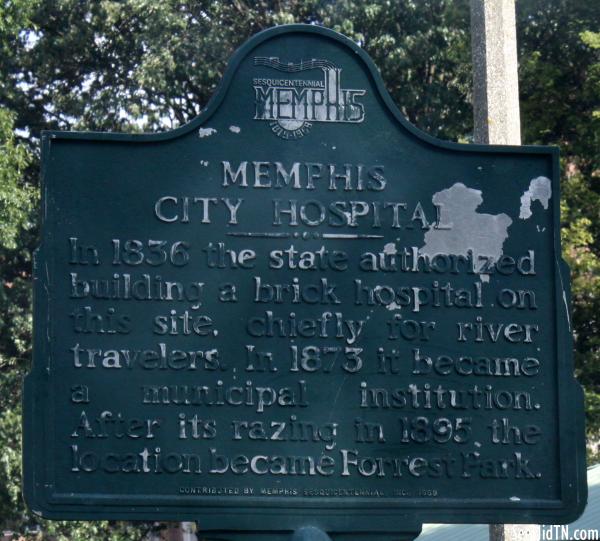 SESQUICENTENNIAL
MEMPHIS
1819-1969
MEMPHIS
CITY HOSPITAL
In 1836 the state authorized
building a brick hospital on
this site, chiefly for river
travelers. In 1873 it became
a municipal institution.
After its razing in 1895, the
location became Forrest Park.
CONTRIBUTED BY MEMPHIS SESQUICENTENNIAL, INC. 1969